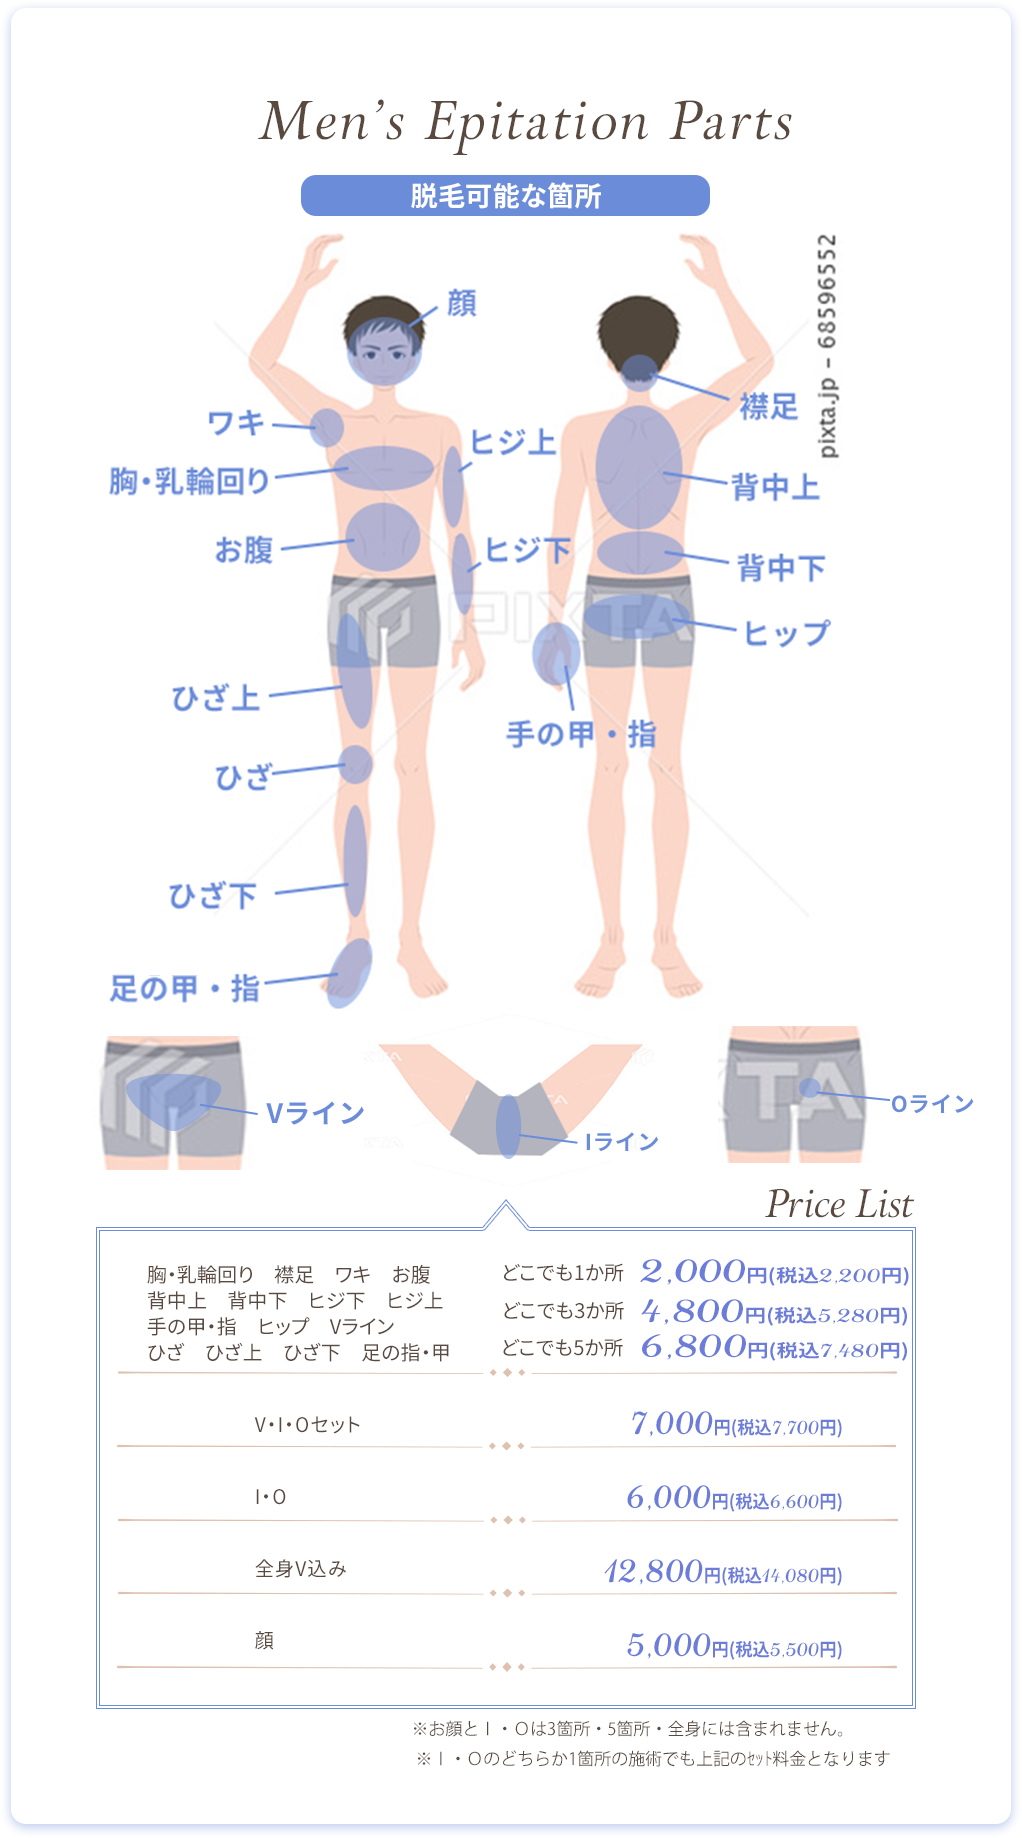 Men's Epitation Parts
脱毛可能な箇所
pixta.jp - 68596552
顔
襟足
ワキ
ヒジ上
胸・乳輪回り
背中上
お腹
ヒジ下
背中下
PIXTA
ヒップ
ひざ上
手の甲・指
ひざ
ひざ下
足の甲・指
Vライン
Iライン
Oライン
Price List
胸・乳輪回り　襟足　ワキ　お腹
背中上　背中下　ヒジ下　ヒジ上
手の甲・指　ヒップ　Vライン
ひざ　ひざ上　ひざ下　足の指・甲
どこでも1か所 2,000円(税込2,200円)
どこでも3か所 4,800円(税込5,280円)
どこでも5か所 6,800円(税込7,480円)
V・I・Oセット 7,000円(税込7,700円)
I・O 6,000円(税込6,600円)
全身V込み 12,800円(税込14,080円)
顔 5,000円(税込5,500円)
※お顔とＩ・Ｏは3箇所・5箇所・全身には含まれません。
※Ｉ・Ｏのどちらか1箇所の施術でも上記のｾｯﾄ料金となります